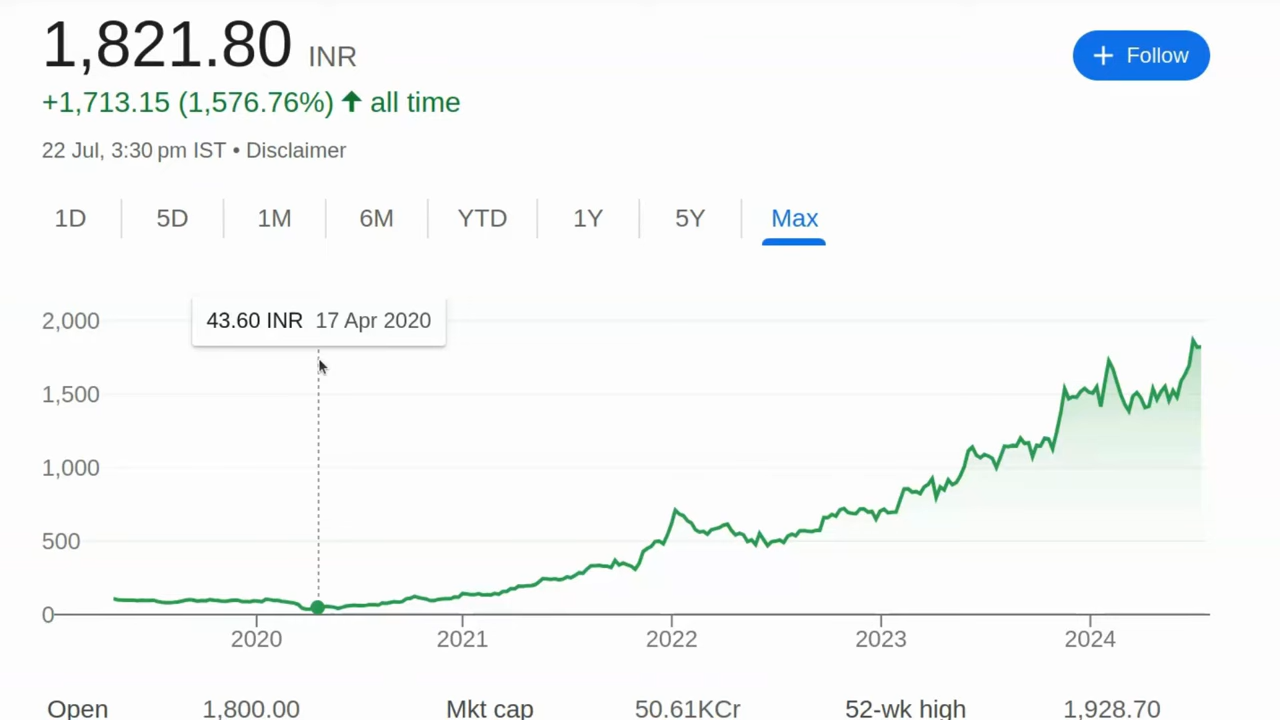 1,821.80 INR
+ Follow
+1,713.15 (1,576.76%) ↑ all time
22 Jul, 3:30 pm IST • Disclaimer
1D 5D 1M 6M YTD 1Y 5Y Max
43.60 INR 17 Apr 2020
2,000
1,500
1,000
500
0
2020 2021 2022 2023 2024
Open 1,800.00 Mkt cap 50.61KCr 52-wk high 1,928.70